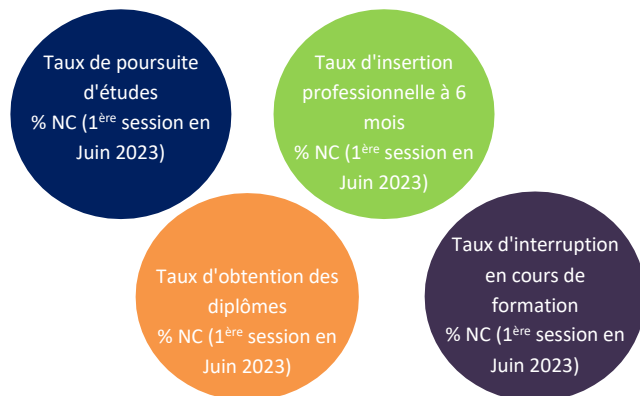 Taux de poursuite
d'études
% NC (1ère session en
Juin 2023)
Taux d'insertion
professionnelle à 6
mois
% NC (1ère session en
Juin 2023)
Taux d'obtention des
diplômes
% NC (1ère session en
Juin 2023)
Taux d'interruption
en cours de
formation
% NC (1ère session en
Juin 2023)